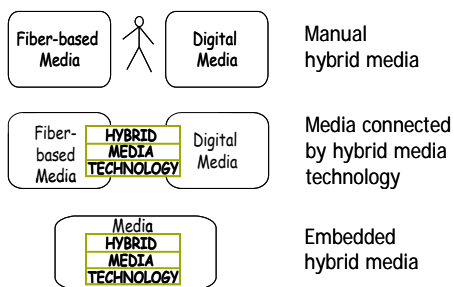 Fiber-based
Media
Digital
Media
Manual
hybrid media
Fiber-
based
Media
HYBRID
MEDIA
TECHNOLOGY
Digital
Media
Media connected
by hybrid media
technology
Media
HYBRID
MEDIA
TECHNOLOGY
Embedded
hybrid media